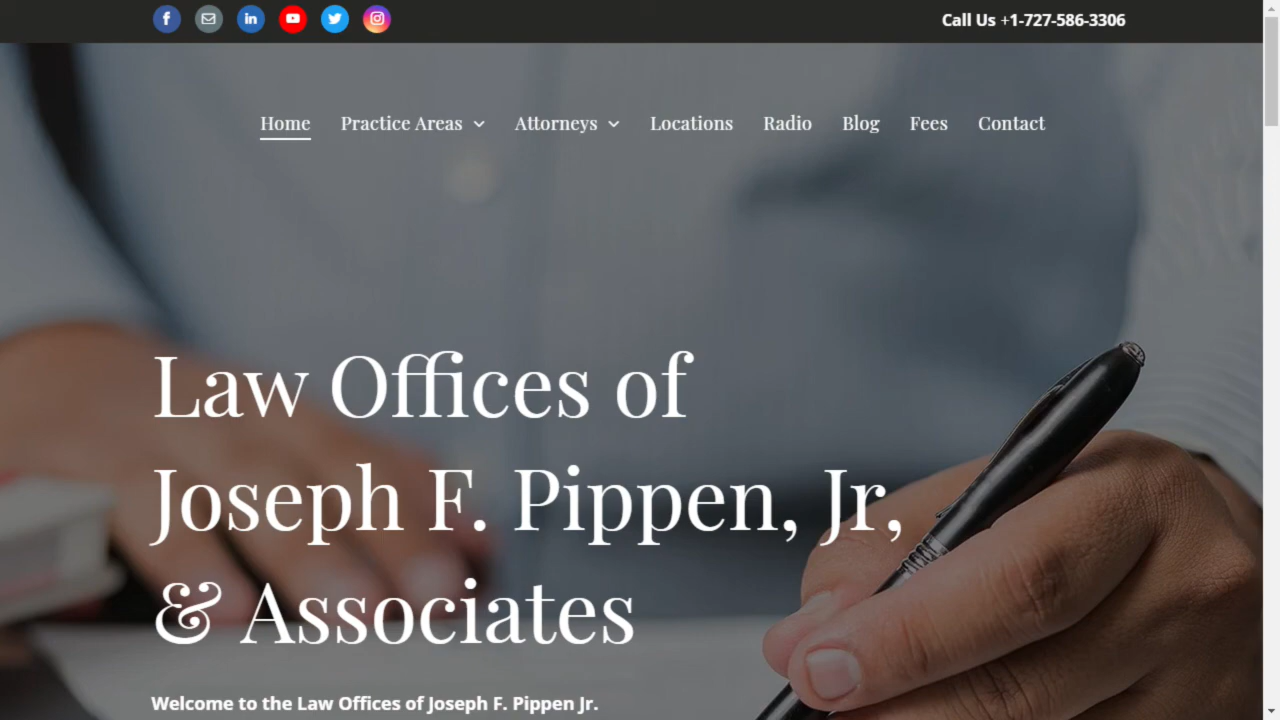 Call Us +1-727-586-3306
Home Practice Areas Attorneys Locations Radio Blog Fees Contact
Law Offices of
Joseph F. Pippen, Jr,
& Associates
Welcome to the Law Offices of Joseph F. Pippen Jr.